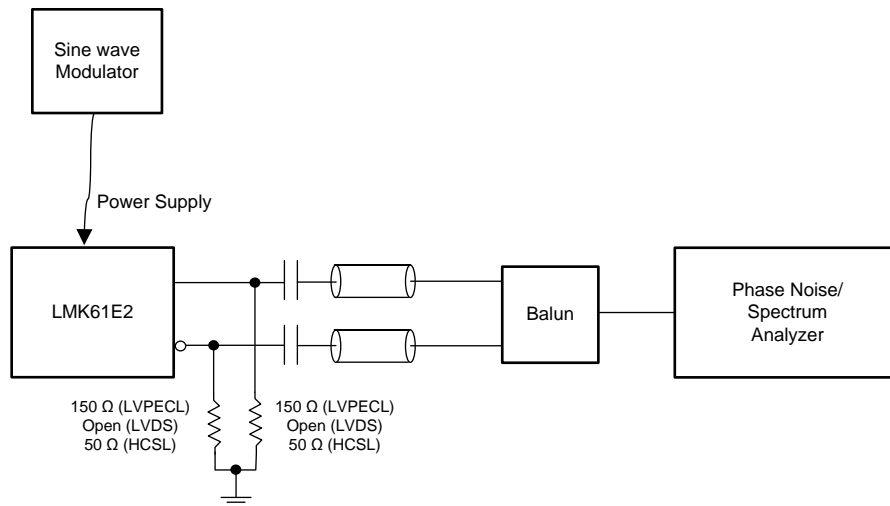 Sine wave
Modulator
Power Supply
LMK61E2
Balun
Phase Noise/
Spectrum
Analyzer
150 Ω (LVPECL)
Open (LVDS)
50 Ω (HCSL)
150 Ω (LVPECL)
Open (LVDS)
50 Ω (HCSL)